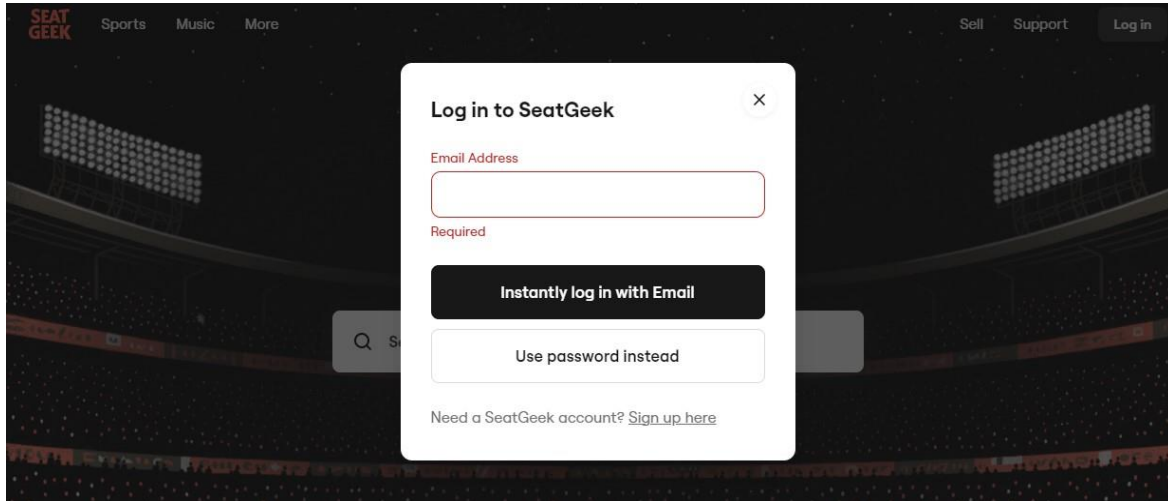 SEAT
GEEK
Sports Music More
Sell Support Log in
Log in to SeatGeek
Email Address
Required
Instantly log in with Email
Use password instead
Need a SeatGeek account? Sign up here